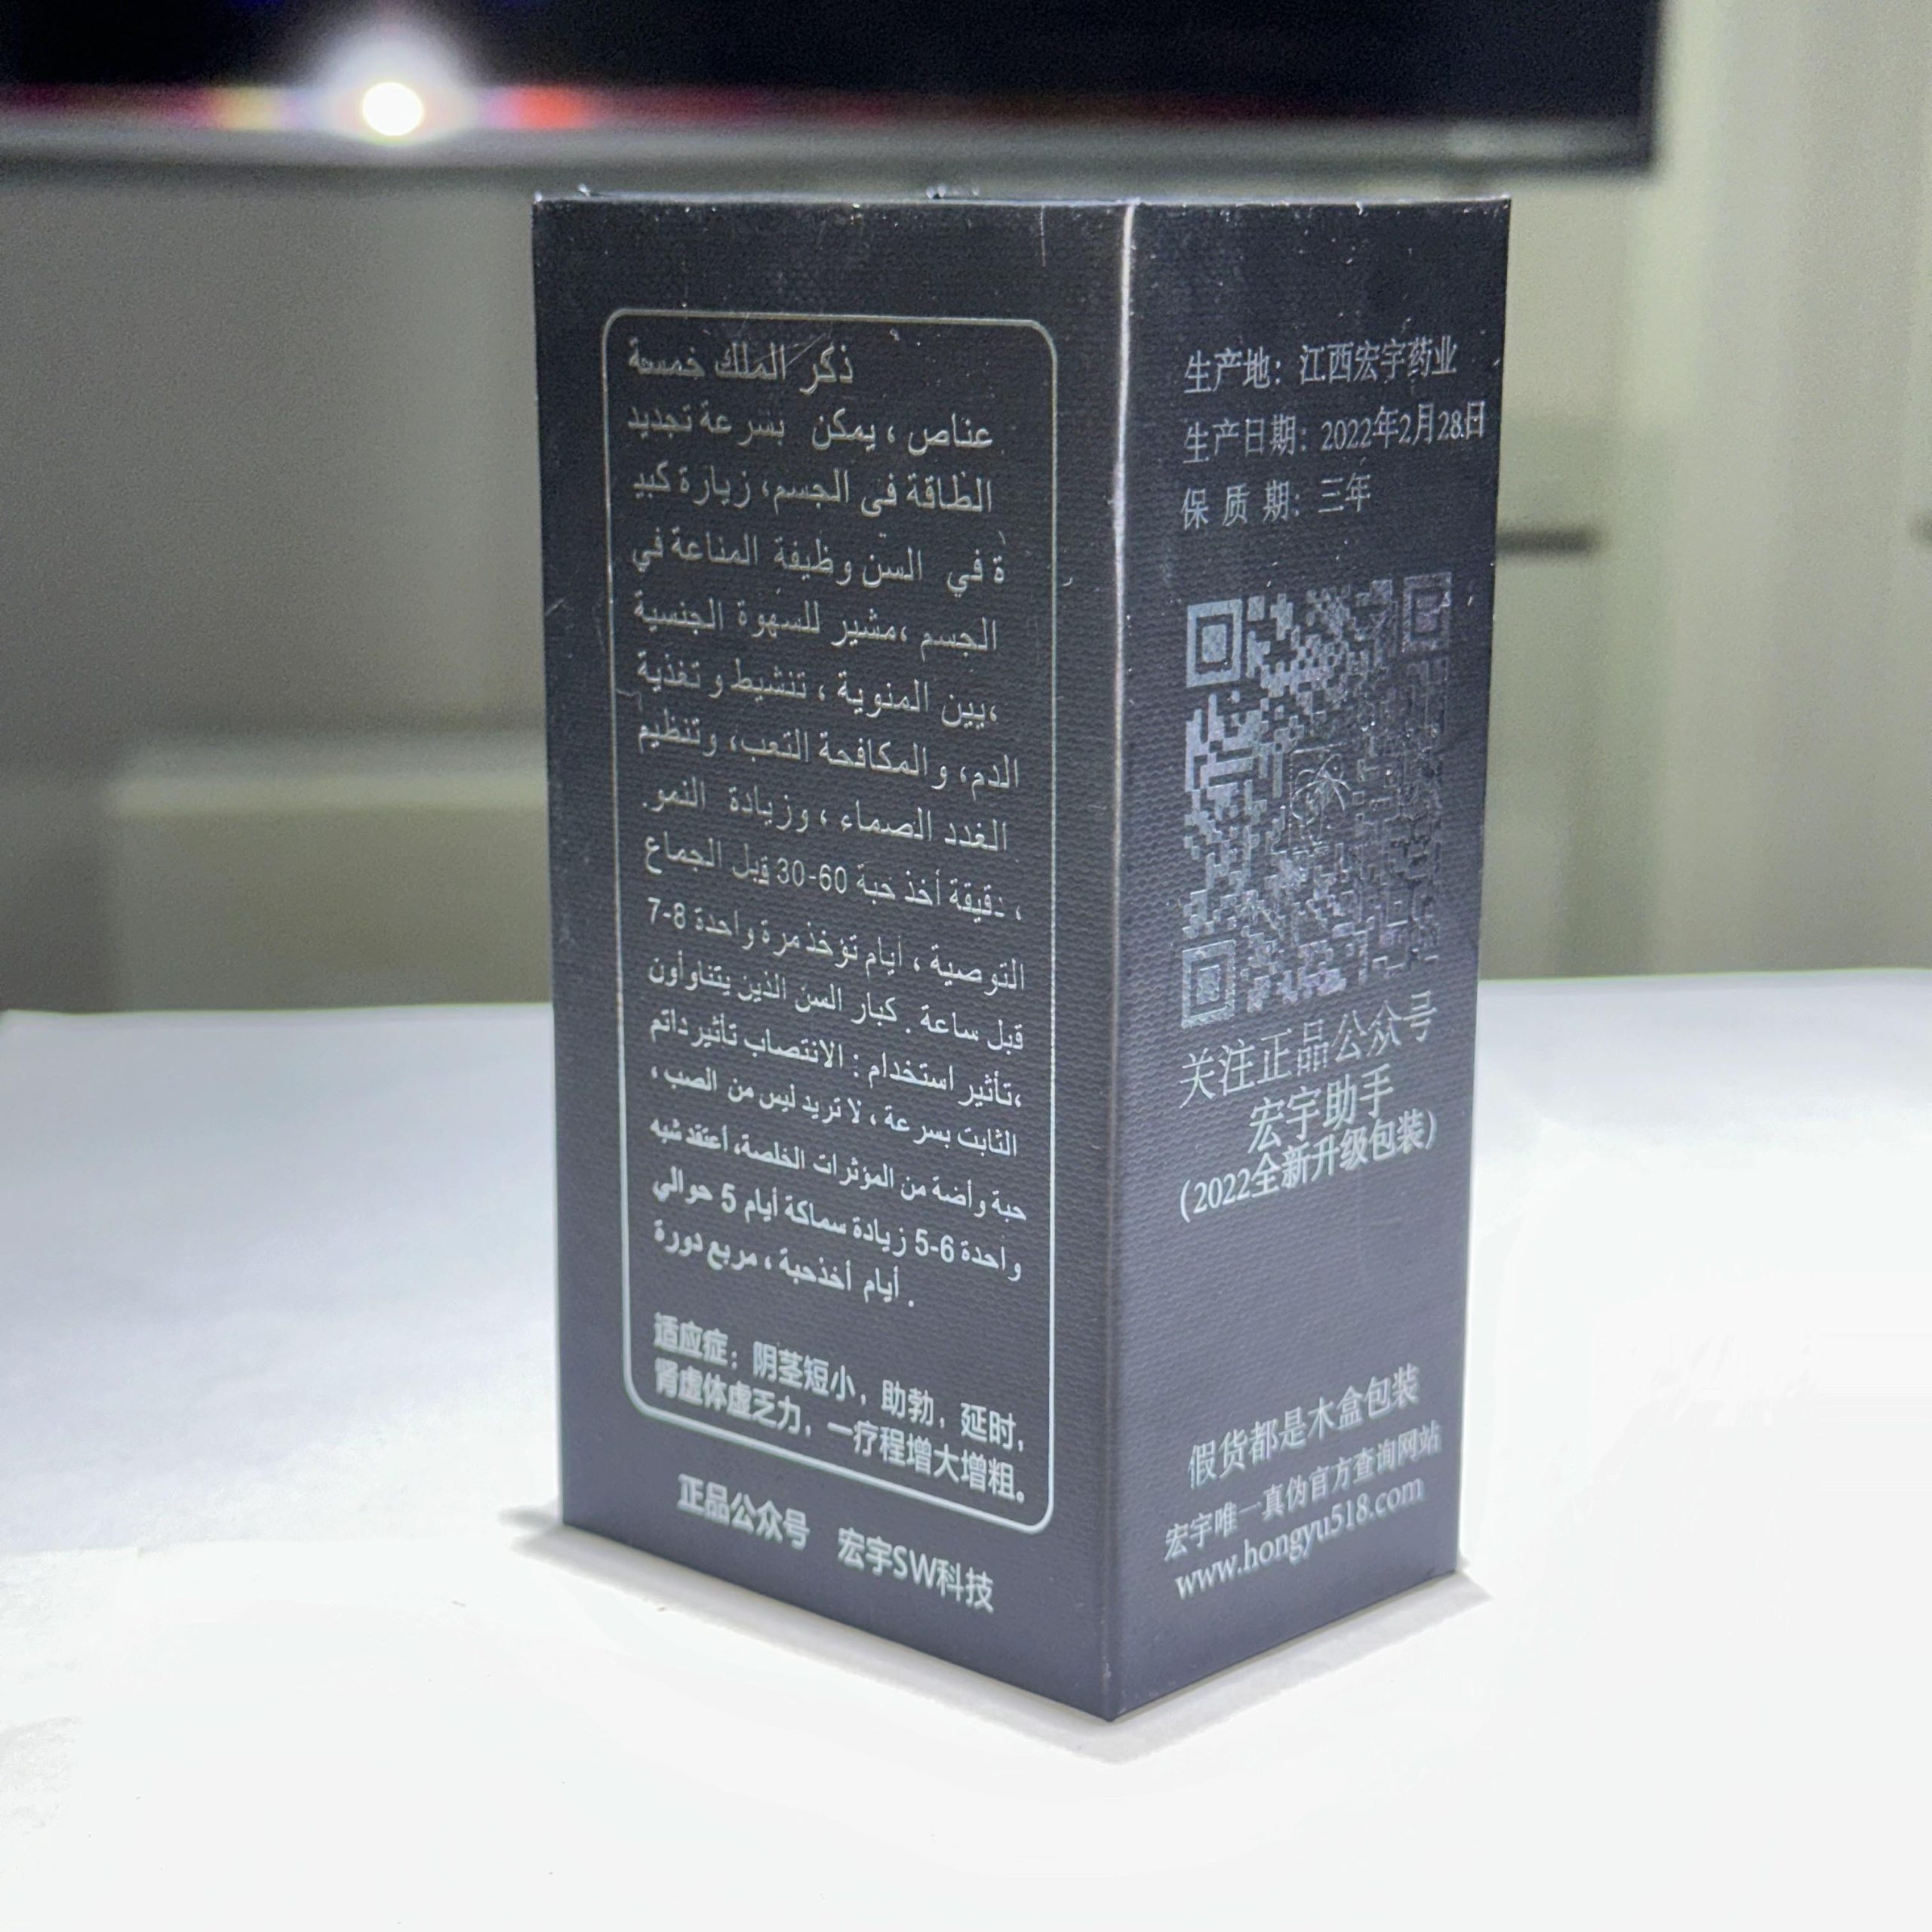 ذكر الملك خمسة
عناص ، يمكن بسرعة تجديد
الطاقة في الجسم، زيارة كبي
ة في السن وظيفة المناعة في
الجسم ،مشير للسهوة الجنسية
،يين المنوية ، تنشيط و تغذية
الدم، و المكافحة التعب، وتنظيم
الغدد الصماء ، وزيادة النمو.
، دقيقة أخذ حبة 60-30 قبل الجماع
التوصية ، أيام تؤخذ مرة واحدة 8-7
قبل ساعة . كبار السن الذين يتناوأون
،تأثير استخدام : الانتصاب تأثير داتم
الثابت بسرعة ، لا تريد ليس من الصب ،
حبة وأضة من المؤثرات الخلصة، أعتقد شبه
واحدة 6-5 زيادة سماكة أيام 5 حوالي
. أيام أخذحبة ، مربع دورة
适应症：阴茎短小，助勃，延时，
肾虚体虚乏力，一疗程增大增粗。
正品公众号 宏宇SW科技
生产地：江西宏宇药业
生产日期：2022年2月28日
保 质 期：三年
关注正品公众号
宏宇助手
（2022全新升级包装）
假货都是木盒包装
宏宇唯一真伪官方查询网站
www.hongyu518.com